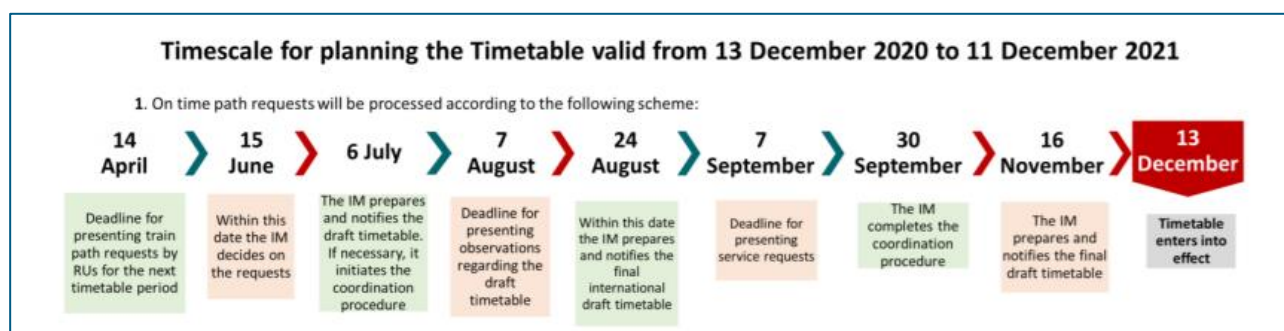 Timescale for planning the Timetable valid from 13 December 2020 to 11 December 2021
1. On time path requests will be processed according to the following scheme:
14
April
15
June
6 July
7
August
24
August
7
September
30
September
16
November
13
December
Deadline for
presenting train
path requests by
RUs for the next
timetable period
Within this
date the IM
decides on
the requests
The IM prepares
and notifies the
draft timetable.
If necessary, it
initiates the
coordination
procedure
Deadline for
presenting
observations
regarding the
draft
timetable
Within this date
the IM prepares
and notifies the
final
international
draft timetable
Deadline for
presenting
service requests
The IM
completes the
coordination
procedure
The IM
prepares and
notifies the final
draft timetable
Timetable
enters into
effect